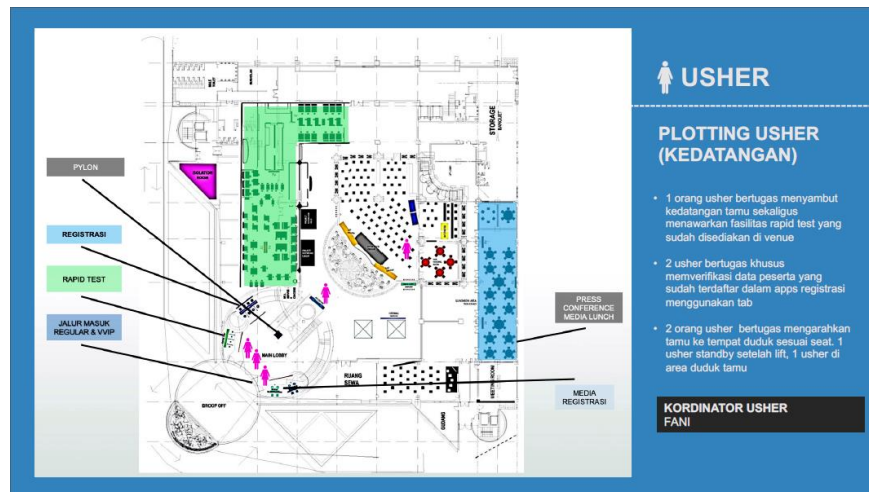 USHER
PLOTTING USHER
(KEDATANGAN)
• 1 orang usher bertugas menyambut
kedatangan tamu sekaligus
menawarkan fasilitas rapid test yang
sudah disediakan di venue
• 2 usher bertugas khusus
memverifikasi data peserta yang
sudah terdaftar dalam apps registrasi
menggunakan tab
• 2 orang usher bertugas mengarahkan
tamu ke tempat duduk sesuai seat. 1
usher standby setelah lift, 1 usher di
area duduk tamu
KORDINATOR USHER
FANI
PYLON
REGISTRASI
RAPID TEST
JALUR MASUK
REGULAR & VVIP
PRESS
CONFERENCE
MEDIA LUNCH
MEDIA
REGISTRASI
STORAGE
BANQUET
MAIN LOBBY
RUANG
SEWA
MEETING ROOM
GUDANG